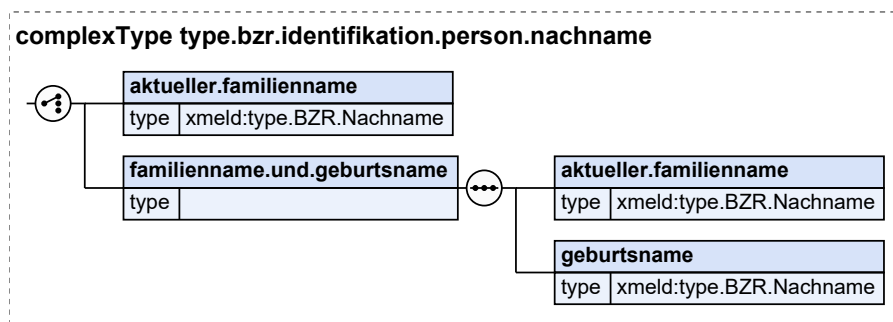 complexType type.bzr.identifikation.person.nachname
aktueller.familienname
type xmeld:type.BZR.Nachname
familienname.und.geburtsname
type
aktueller.familienname
type xmeld:type.BZR.Nachname
geburtsname
type xmeld:type.BZR.Nachname